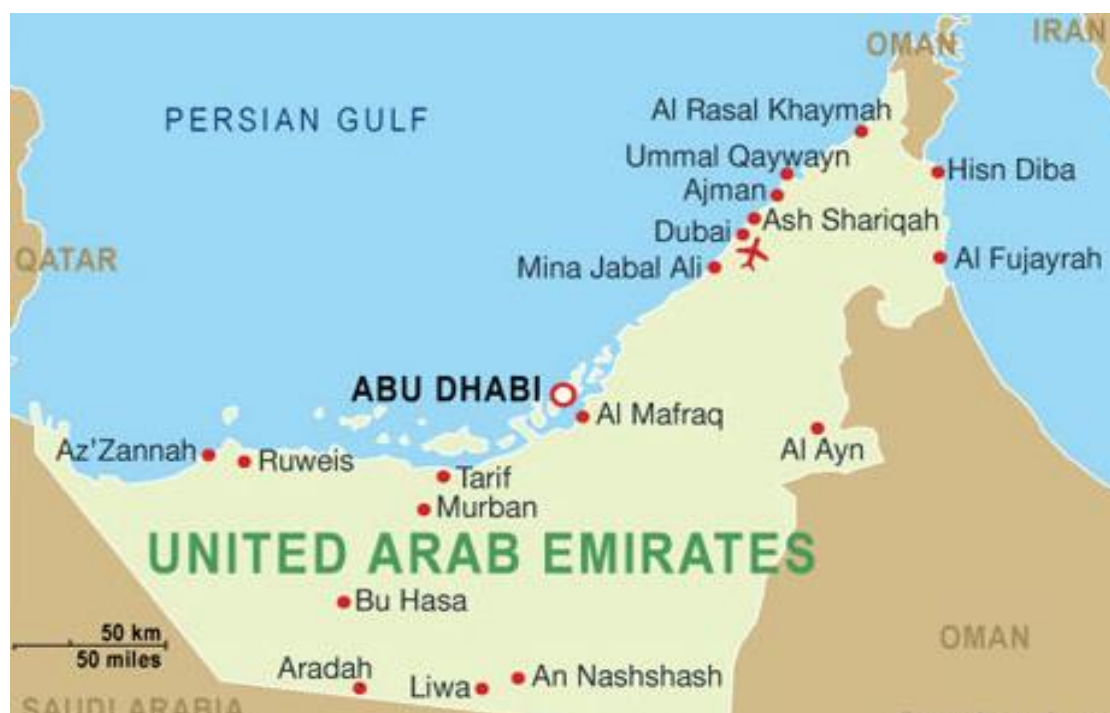 OMAN
IRAN
PERSIAN GULF
Al Rasal Khaymah
Ummal Qaywayn
Hisn Diba
Ajman
Ash Shariqah
Dubai
QATAR
Mina Jabal Ali
Al Fujayrah
ABU DHABI
Al Mafraq
Az'Zannah
Ruweis
Al Ayn
Tarif
Murban
UNITED ARAB EMIRATES
Bu Hasa
50 km
50 miles
OMAN
Aradah
Liwa
An Nashshash
SAUDI ARABIA